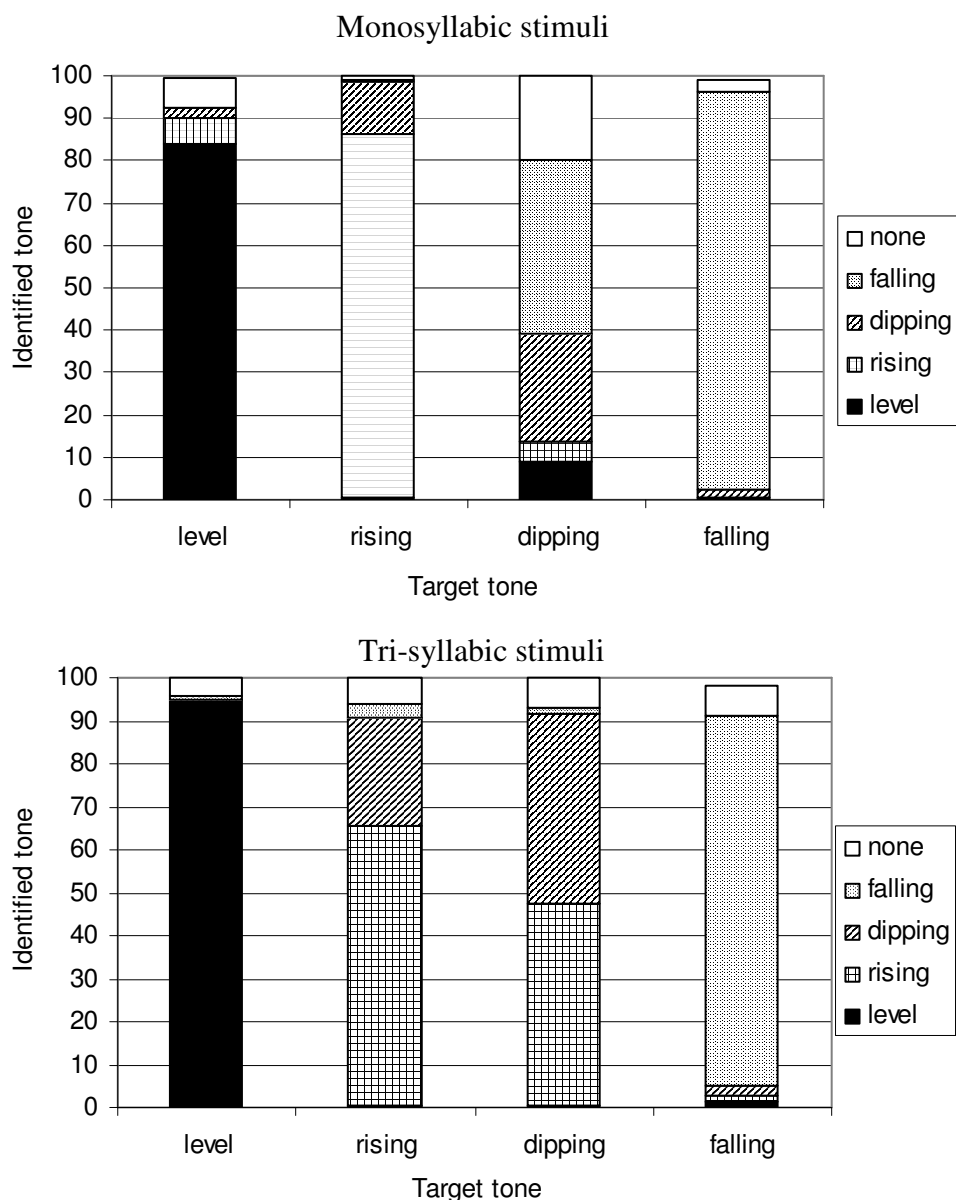 Monosyllabic stimuli
100
90
80
70
60
50
40
30
20
10
0
Identified tone
level rising dipping falling
Target tone
none
falling
dipping
rising
level
Tri-syllabic stimuli
100
90
80
70
60
50
40
30
20
10
0
Identified tone
level rising dipping falling
Target tone
none
falling
dipping
rising
level